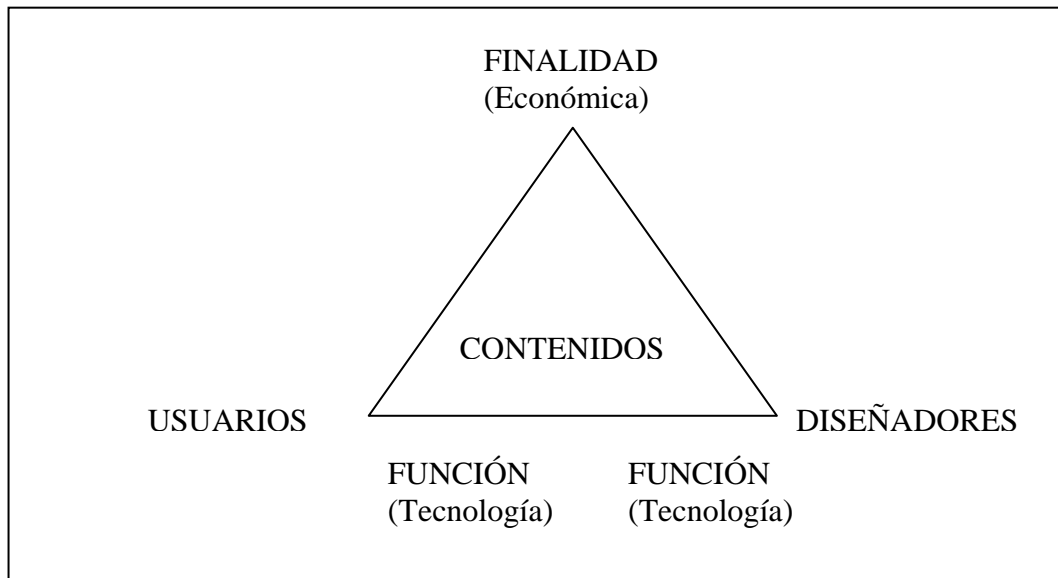 FINALIDAD
(Económica)
CONTENIDOS
USUARIOS
DISEÑADORES
FUNCIÓN
(Tecnología)
FUNCIÓN
(Tecnología)